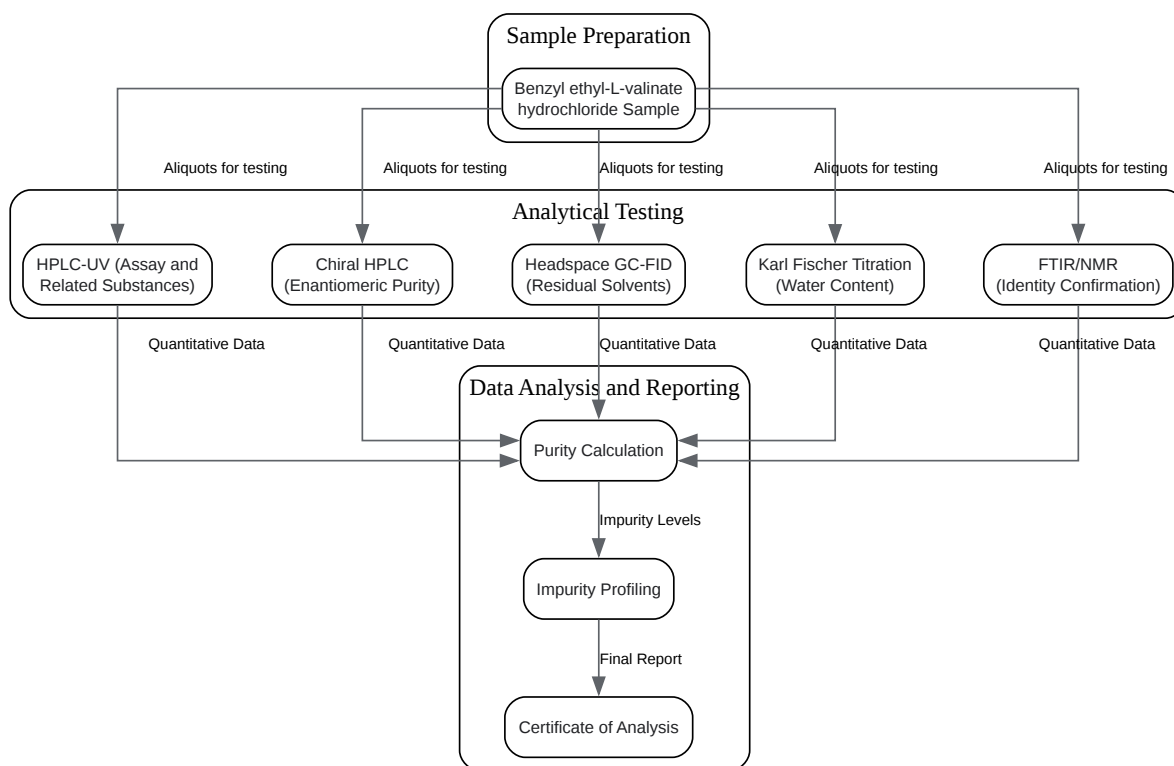 Sample Preparation
Benzyl ethyl-L-valinate
hydrochloride Sample
Aliquots for testing
Aliquots for testing
Aliquots for testing
Aliquots for testing
Aliquots for testing
Analytical Testing
HPLC-UV (Assay and
Related Substances)
Chiral HPLC
(Enantiomeric Purity)
Headspace GC-FID
(Residual Solvents)
Karl Fischer Titration
(Water Content)
FTIR/NMR
(Identity Confirmation)
Quantitative Data
Quantitative Data
Quantitative Data
Quantitative Data
Quantitative Data
Data Analysis and Reporting
Purity Calculation
Impurity Levels
Impurity Profiling
Final Report
Certificate of Analysis